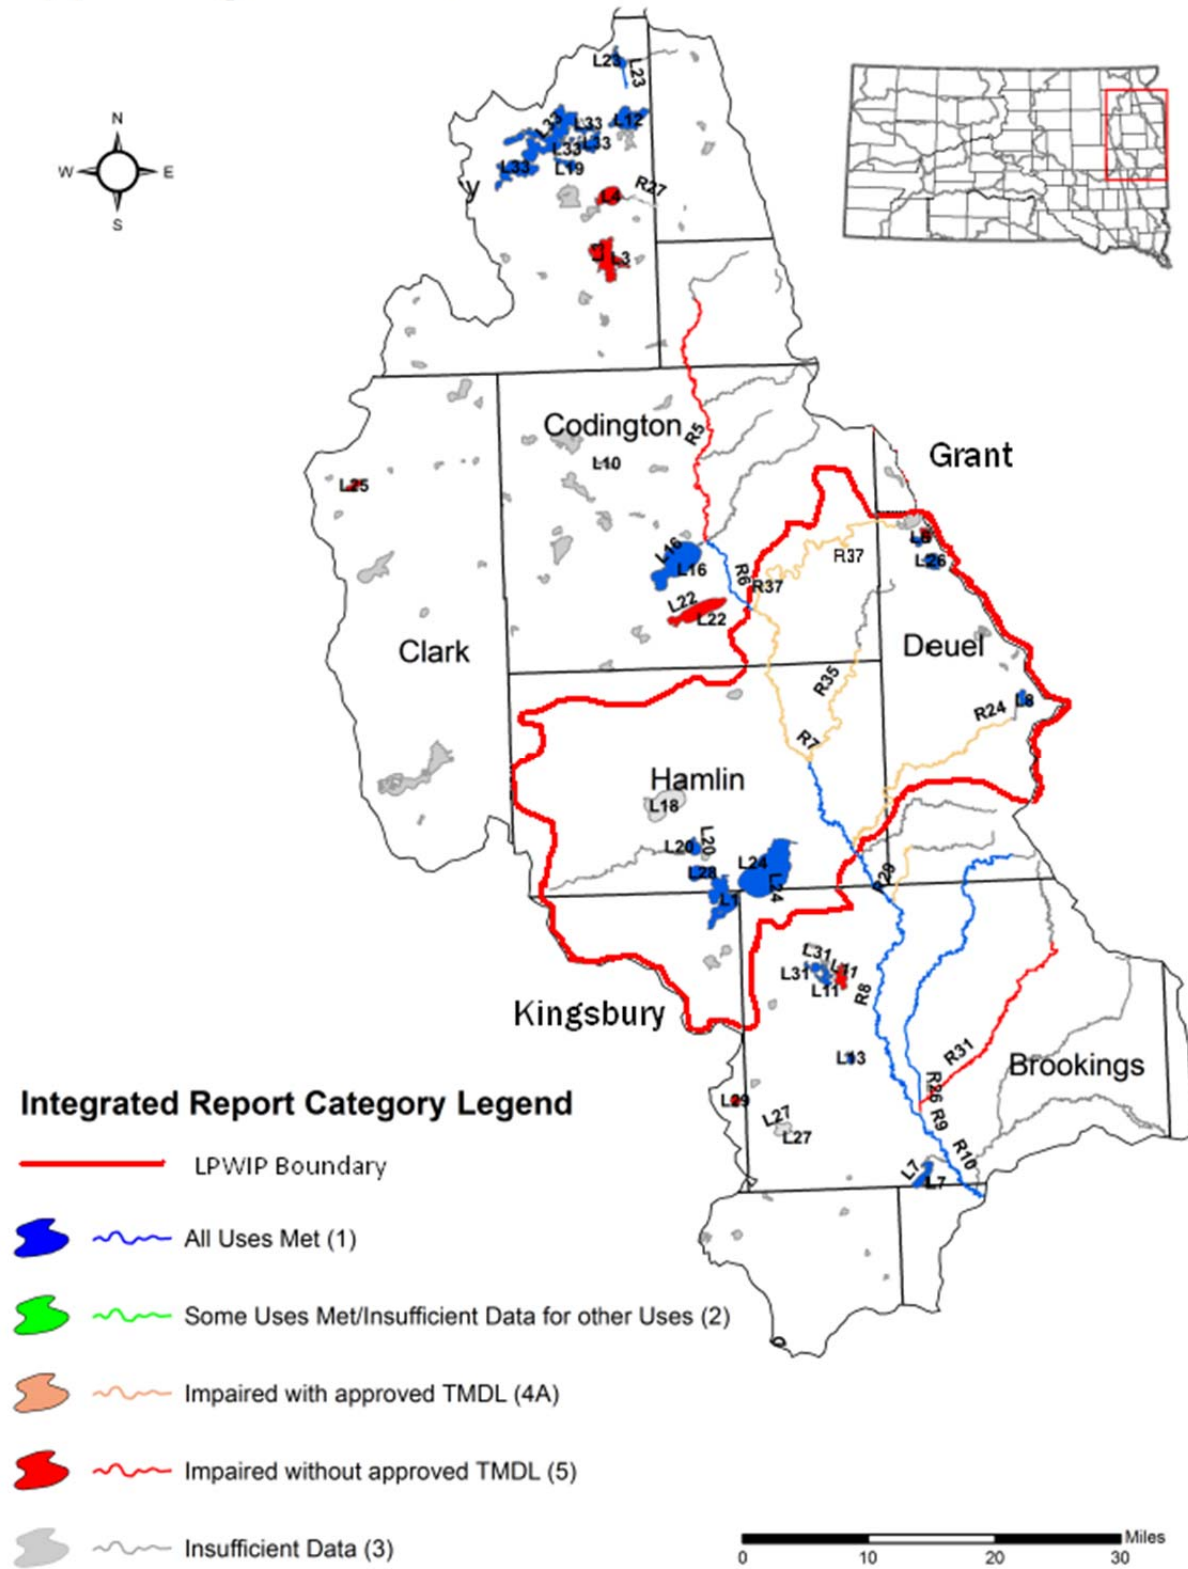 L23
L23
N
W
E
S
L33
L33
L12
L33
L33
L33
L19
y
L4
R27
L3
L3
Codington
R5
L10
Grant
L25
L16
L16
R6
R37
R37
L26
L22
L22
Clark
Deuel
R35
L8
R24
R7
Hamlin
L18
L20
L20
L28
L24
L24
L1
R29
L31
L31
L11
L11
R8
Kingsbury
L13
R31
Brookings
R26
L29
L27
L27
R9
R10
L7
L7
Integrated Report Category Legend
LPWIP Boundary
All Uses Met (1)
Some Uses Met/Insufficient Data for other Uses (2)
Impaired with approved TMDL (4A)
Impaired without approved TMDL (5)
Insufficient Data (3)
Miles
0 10 20 30